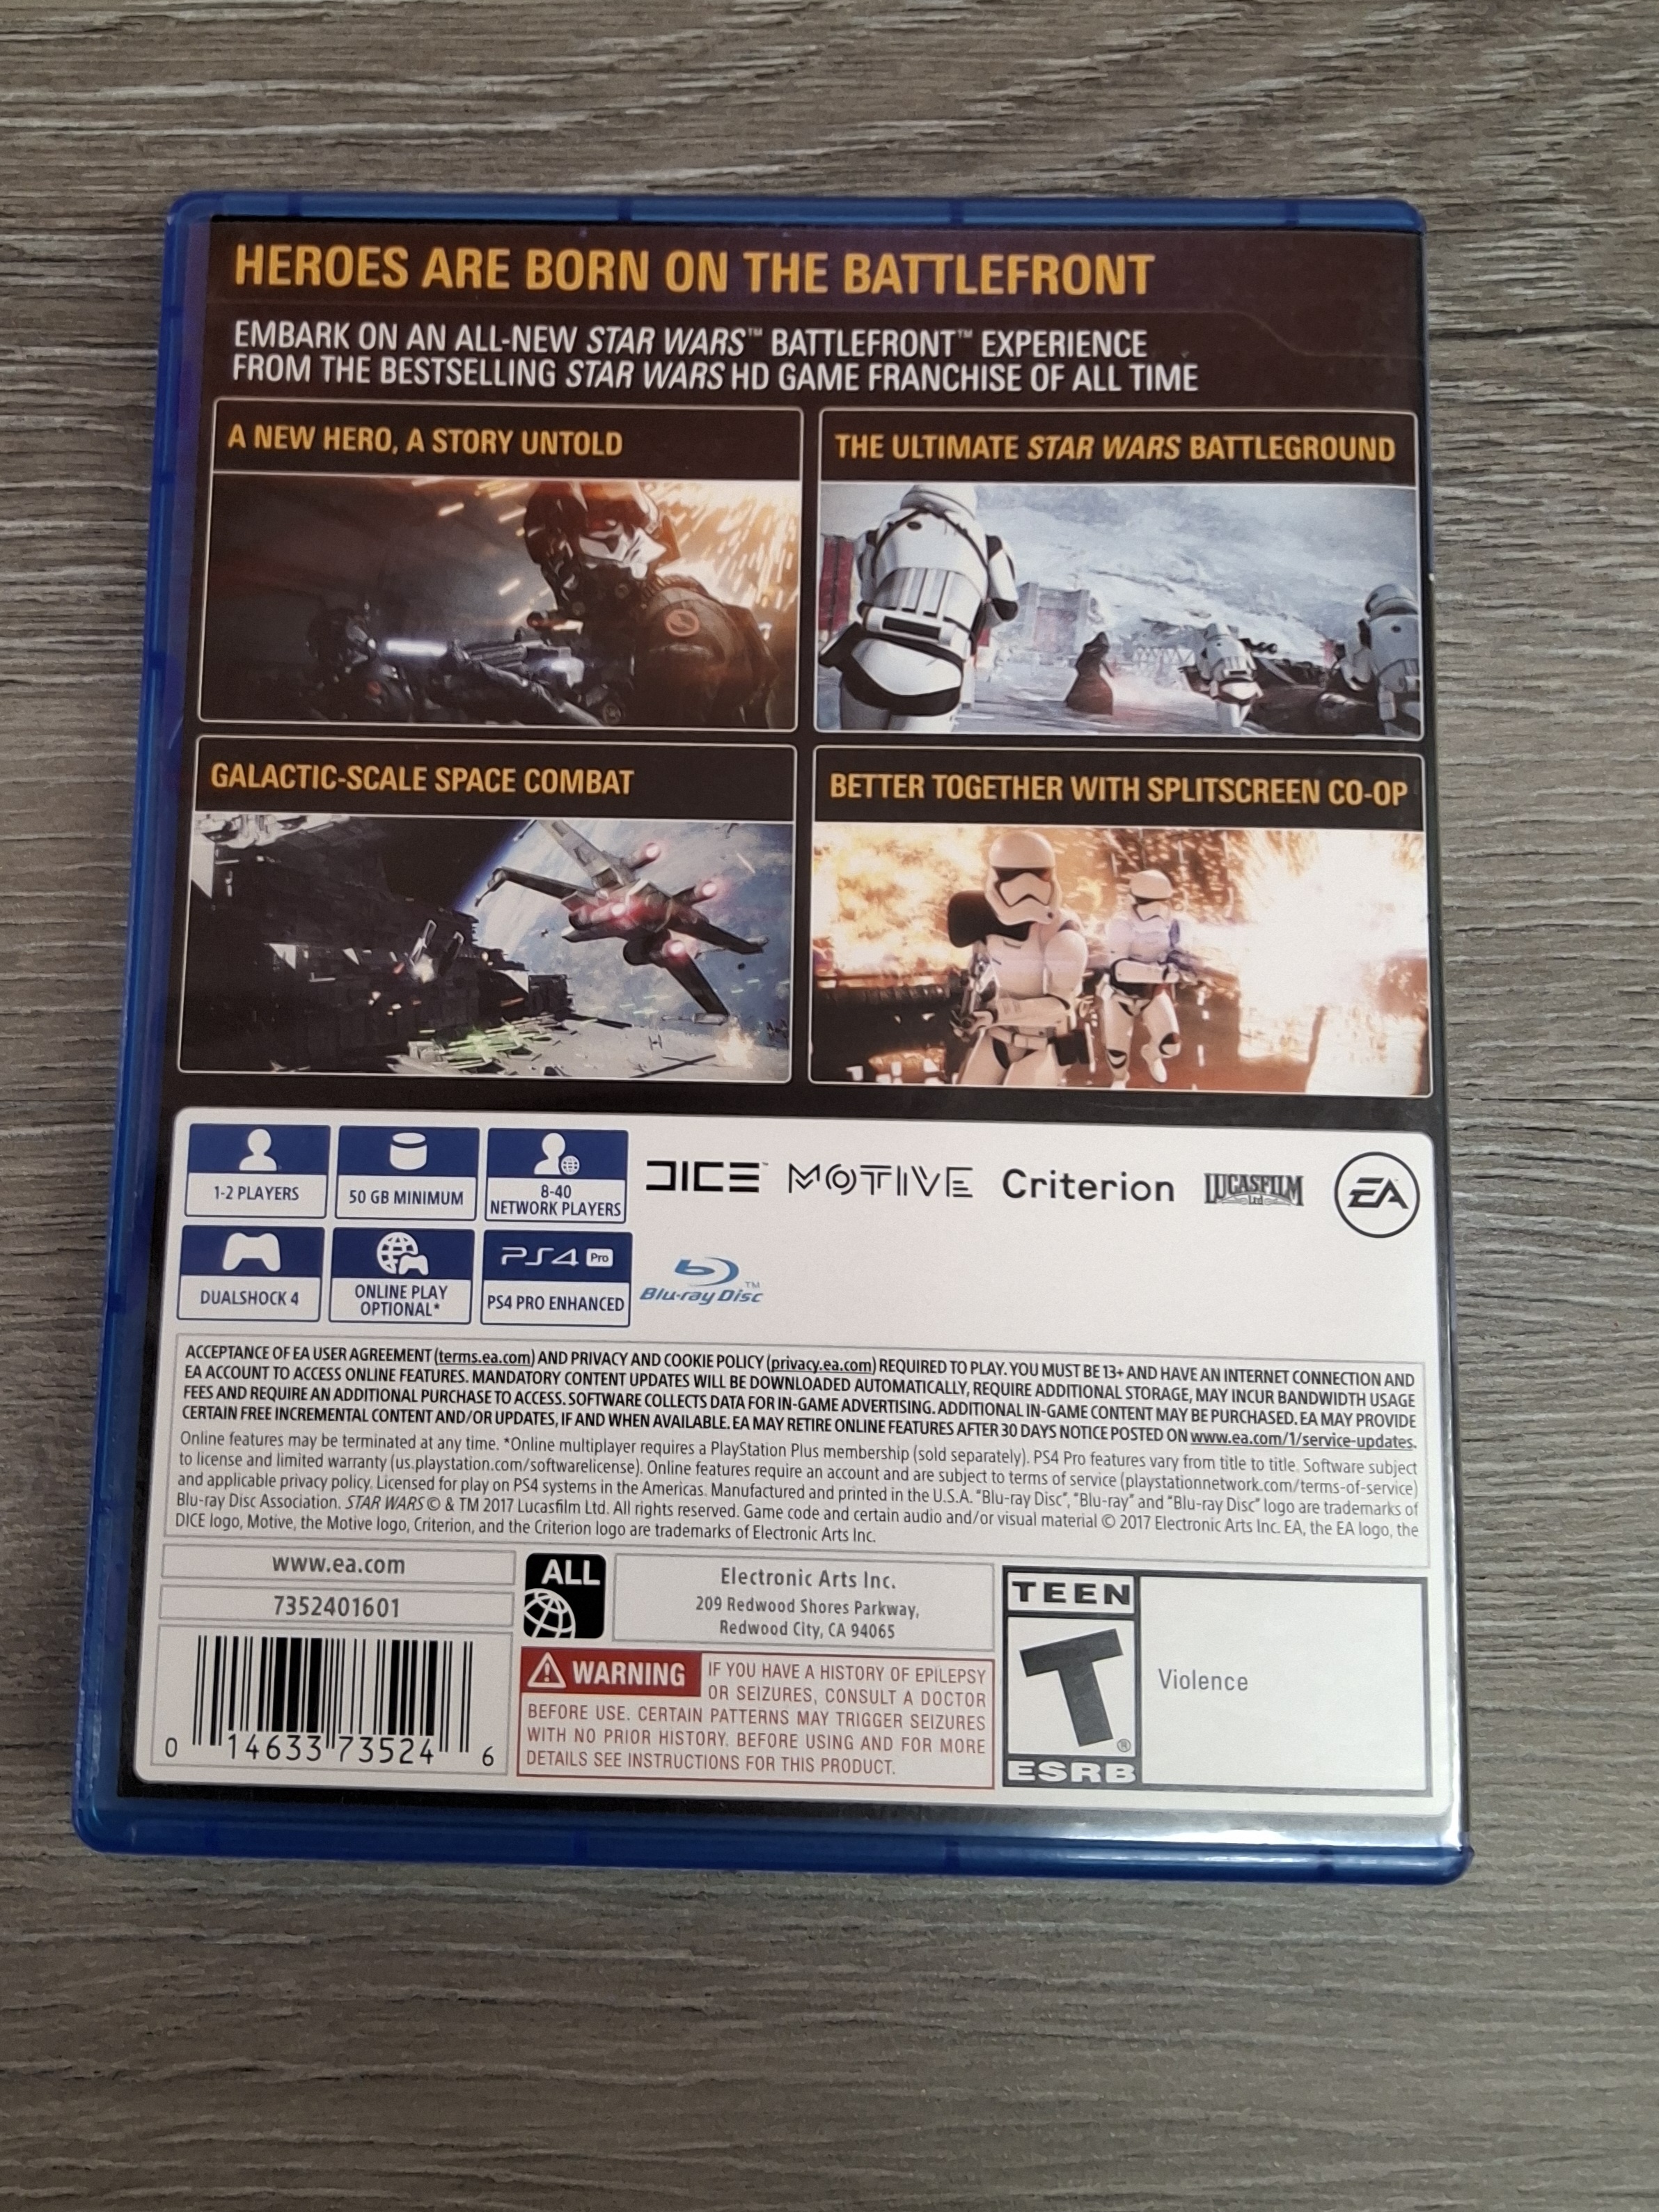 HEROES ARE BORN ON THE BATTLEFRONT
EMBARK ON AN ALL-NEW STAR WARS™ BATTLEFRONT™ EXPERIENCE
FROM THE BESTSELLING STAR WARS HD GAME FRANCHISE OF ALL TIME
A NEW HERO, A STORY UNTOLD
THE ULTIMATE STAR WARS BATTLEGROUND
GALACTIC-SCALE SPACE COMBAT
BETTER TOGETHER WITH SPLITSCREEN CO-OP
1-2 PLAYERS
50 GB MINIMUM
8-40
NETWORK PLAYERS
DICE™ MOTIVE Criterion LUCASFILM Ltd EA
DUALSHOCK 4
ONLINE PLAY
OPTIONAL*
PS4 Pro
PS4 PRO ENHANCED
Blu-ray Disc™
ACCEPTANCE OF EA USER AGREEMENT (terms.ea.com) AND PRIVACY AND COOKIE POLICY (privacy.ea.com) REQUIRED TO PLAY. YOU MUST BE 13+ AND HAVE AN INTERNET CONNECTION AND
EA ACCOUNT TO ACCESS ONLINE FEATURES. MANDATORY CONTENT UPDATES WILL BE DOWNLOADED AUTOMATICALLY, REQUIRE ADDITIONAL STORAGE, MAY INCUR BANDWIDTH USAGE
FEES AND REQUIRE AN ADDITIONAL PURCHASE TO ACCESS. SOFTWARE COLLECTS DATA FOR IN-GAME ADVERTISING. ADDITIONAL IN-GAME CONTENT MAY BE PURCHASED. EA MAY PROVIDE
CERTAIN FREE INCREMENTAL CONTENT AND/OR UPDATES, IF AND WHEN AVAILABLE. EA MAY RETIRE ONLINE FEATURES AFTER 30 DAYS NOTICE POSTED ON www.ea.com/1/service-updates.
Online features may be terminated at any time. *Online multiplayer requires a PlayStation Plus membership (sold separately). PS4 Pro features vary from title to title. Software subject
to license and limited warranty (us.playstation.com/softwarelicense). Online features require an account and are subject to terms of service (playstationnetwork.com/terms-of-service)
and applicable privacy policy. Licensed for play on PS4 systems in the Americas. Manufactured and printed in the U.S.A. "Blu-ray Disc", "Blu-ray" and "Blu-ray Disc" logo are trademarks of
Blu-ray Disc Association. STAR WARS © & TM 2017 Lucasfilm Ltd. All rights reserved. Game code and certain audio and/or visual material © 2017 Electronic Arts Inc. EA, the EA logo, the
DICE logo, Motive, the Motive logo, Criterion, and the Criterion logo are trademarks of Electronic Arts Inc.
www.ea.com
7352401601
0 14633 73524 6
ALL
Electronic Arts Inc.
209 Redwood Shores Parkway,
Redwood City, CA 94065
WARNING IF YOU HAVE A HISTORY OF EPILEPSY
OR SEIZURES, CONSULT A DOCTOR
BEFORE USE. CERTAIN PATTERNS MAY TRIGGER SEIZURES
WITH NO PRIOR HISTORY. BEFORE USING AND FOR MORE
DETAILS SEE INSTRUCTIONS FOR THIS PRODUCT.
TEEN
T®
ESRB
Violence